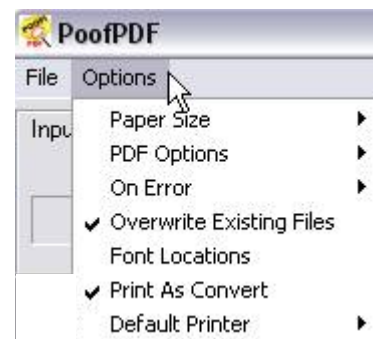 PoofPDF
File Options
Inpu
Paper Size
PDF Options
On Error
Overwrite Existing Files
Font Locations
Print As Convert
Default Printer